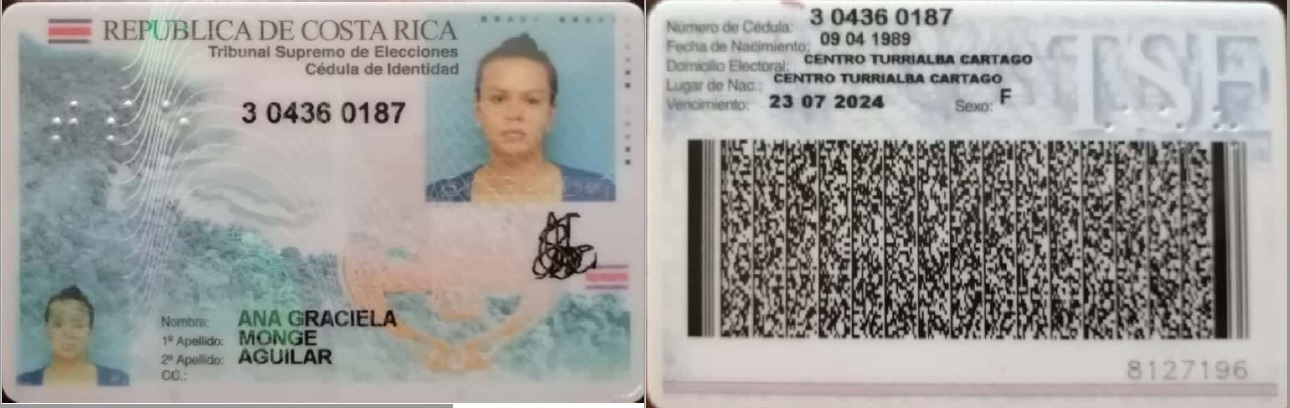 REPUBLICA DE COSTA RICA
Tribunal Supremo de Elecciones
Cédula de Identidad
3 0436 0187
Nombre: ANA GRACIELA
1º Apellido: MONGE
2º Apellido: AGUILAR
CC.:
Número de Cédula: 3 0436 0187
Fecha de Nacimiento: 09 04 1989
Domicilio Electoral: CENTRO TURRIALBA CARTAGO
Lugar de Nac.: CENTRO TURRIALBA CARTAGO
Vencimiento: 23 07 2024 Sexo: F
TSE
8127196